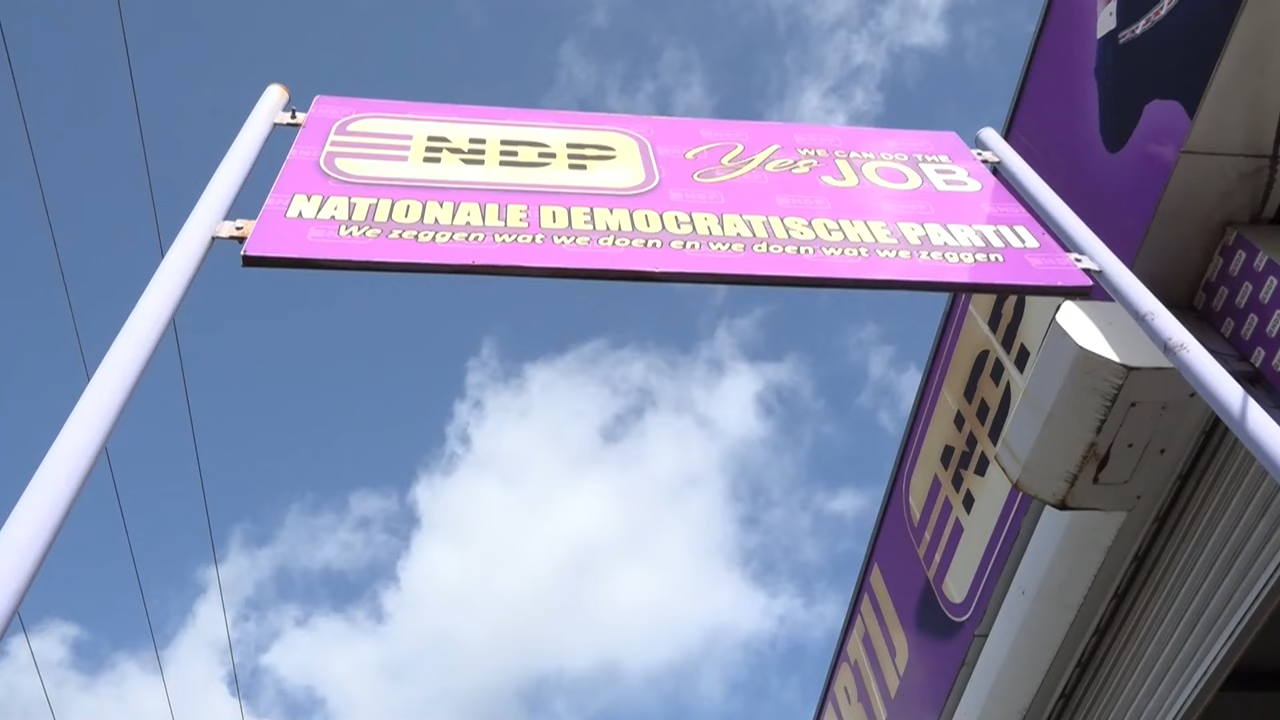 NDP
Yes WE CAN DO THE
JOB
NATIONALE DEMOCRATISCHE PARTIJ
We zeggen wat we doen en we doen wat we zeggen
NDP